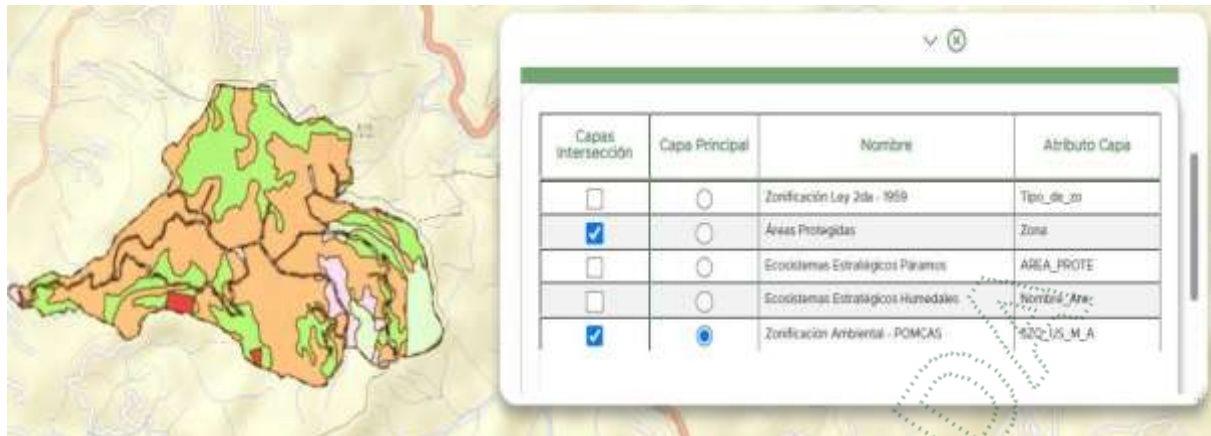 Capas Intersección Capa Principal Nombre Atributo Capa
Zonificación Ley 2da - 1959 Tipo_de_zo
Áreas Protegidas Zona
Ecosistemas Estratégicos Páramos AREA_PROTE
Ecosistemas Estratégicos Humedales Nombre_Are
Zonificación Ambiental - POMCAS